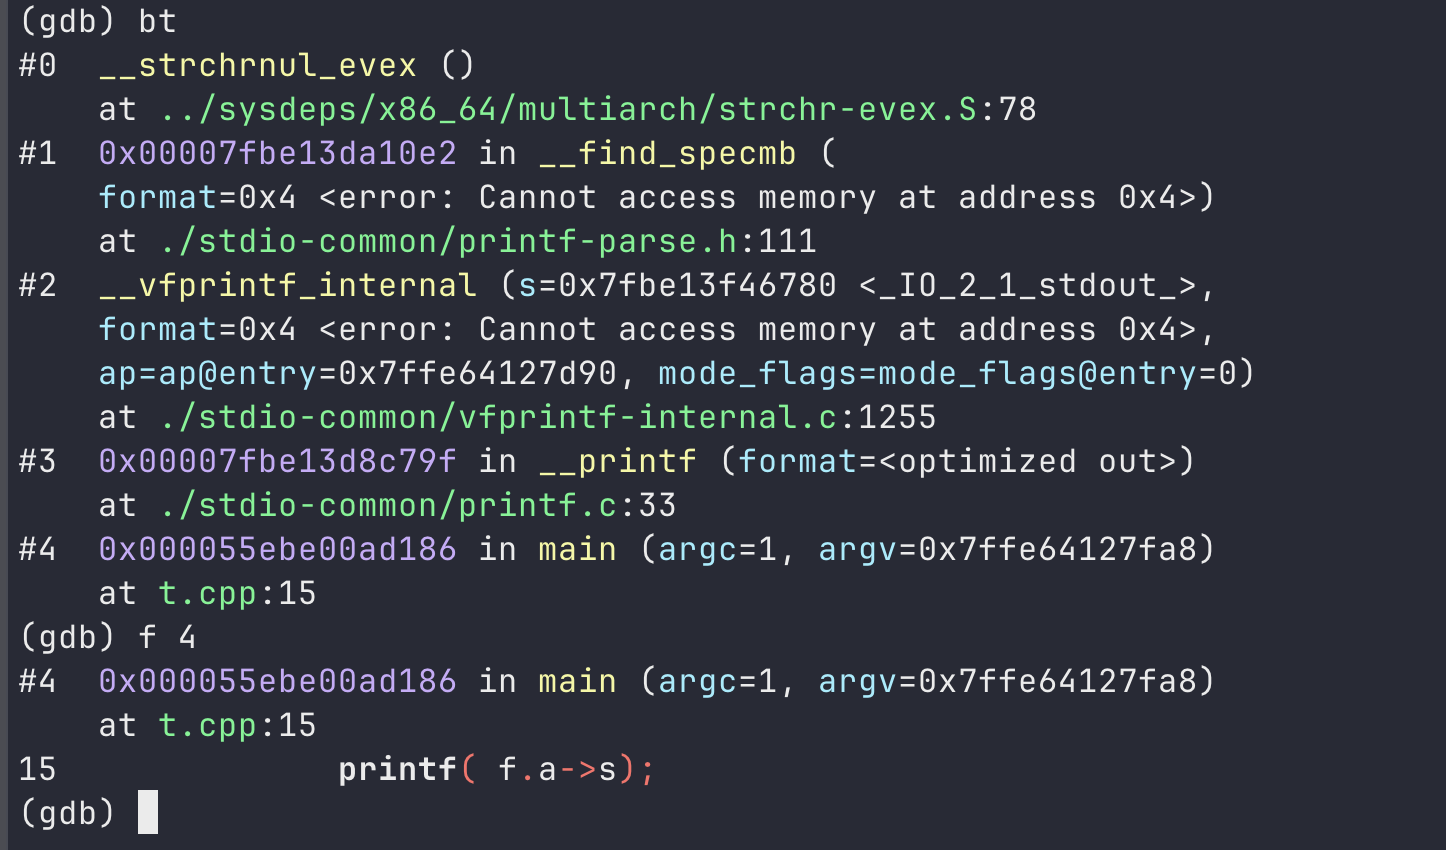 (gdb) bt
#0  __strchrnul_evex ()
    at ../sysdeps/x86_64/multiarch/strchr-evex.S:78
#1  0x00007fbe13da10e2 in __find_specmb (
    format=0x4 <error: Cannot access memory at address 0x4>)
    at ./stdio-common/printf-parse.h:111
#2  __vfprintf_internal (s=0x7fbe13f46780 <_IO_2_1_stdout_>,
    format=0x4 <error: Cannot access memory at address 0x4>,
    ap=ap@entry=0x7ffe64127d90, mode_flags=mode_flags@entry=0)
    at ./stdio-common/vfprintf-internal.c:1255
#3  0x00007fbe13d8c79f in __printf (format=<optimized out>)
    at ./stdio-common/printf.c:33
#4  0x000055ebe00ad186 in main (argc=1, argv=0x7ffe64127fa8)
    at t.cpp:15
(gdb) f 4
#4  0x000055ebe00ad186 in main (argc=1, argv=0x7ffe64127fa8)
    at t.cpp:15
15              printf( f.a->s);
(gdb)